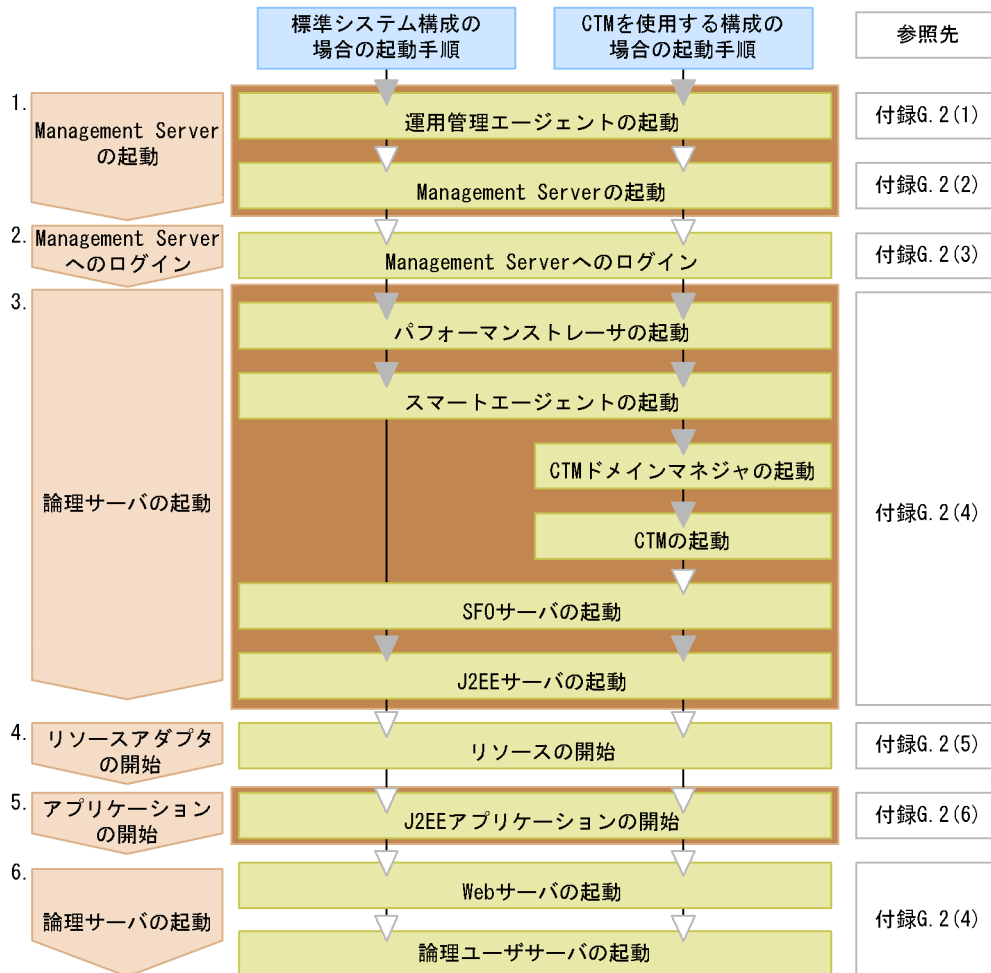 標準システム構成の
場合の起動手順
CTMを使用する構成の
場合の起動手順
参照先
1.
Management Server
の起動
運用管理エージェントの起動
付録G.2(1)
Management Serverの起動
付録G.2(2)
2.
Management Server
へのログイン
Management Serverへのログイン
付録G.2(3)
3.
論理サーバの起動
パフォーマンストレーサの起動
スマートエージェントの起動
CTMドメインマネジャの起動
CTMの起動
SFOサーバの起動
J2EEサーバの起動
付録G.2(4)
4.
リソースアダプタ
の開始
リソースの開始
付録G.2(5)
5.
アプリケーション
の開始
J2EEアプリケーションの開始
付録G.2(6)
6.
論理サーバの起動
Webサーバの起動
論理ユーザサーバの起動
付録G.2(4)